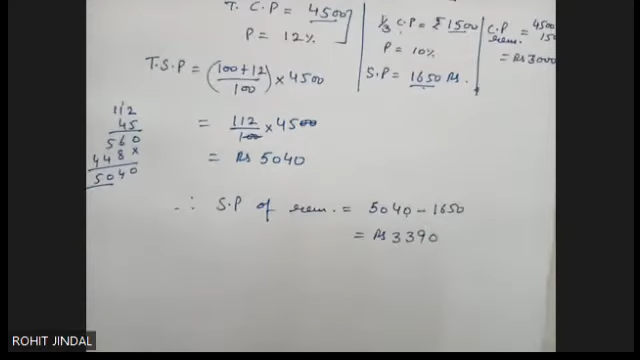 T. C.P = 4500
P = 12%
T.S.P = (100+12/100) × 4500
= 112/100 × 4500
= Rs 5040
∴ S.P of rem. = 5040 - 1650
= Rs 3390
112
45
560
448×
5040
1/3 C.P = ₹ 1500
P = 10%
S.P = 1650 Rs.
C.P rem. = 4500
150
= Rs 3000
ROHIT JINDAL